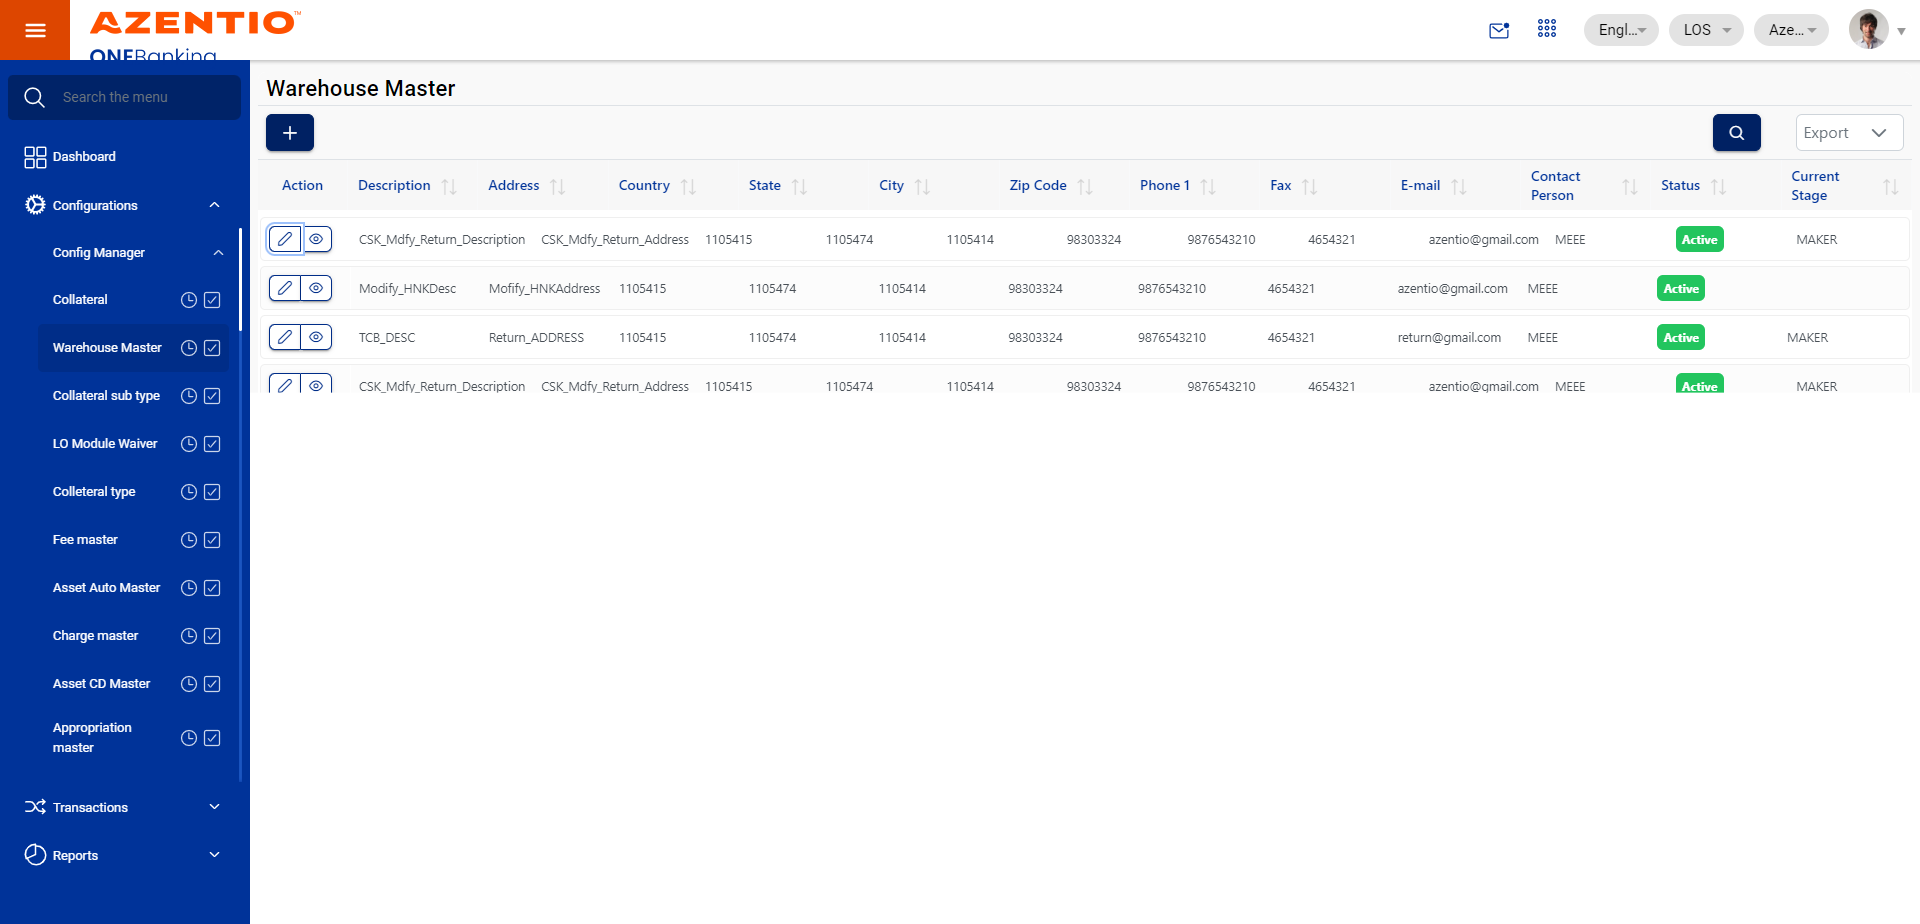 AZENTIO™
ONEBanking
Engl...
LOS
Aze...
Search the menu
Dashboard
Configurations
Config Manager
Collateral
Warehouse Master
Collateral sub type
LO Module Waiver
Colleteral type
Fee master
Asset Auto Master
Charge master
Asset CD Master
Appropriation
master
Transactions
Reports
Warehouse Master
Export
Action Description Address Country State City Zip Code Phone 1 Fax E-mail Contact Person Status Current Stage
CSK_Mdfy_Return_Description CSK_Mdfy_Return_Address 1105415 1105474 1105414 98303324 9876543210 4654321 azentio@gmail.com MEEE Active MAKER
Modify_HNKDesc Mofify_HNKAddress 1105415 1105474 1105414 98303324 9876543210 4654321 azentio@gmail.com MEEE Active
TCB_DESC Return_ADDRESS 1105415 1105474 1105414 98303324 9876543210 4654321 return@gmail.com MEEE Active MAKER
CSK_Mdfy_Return_Description CSK_Mdfy_Return_Address 1105415 1105474 1105414 98303324 9876543210 4654321 azentio@gmail.com MEEE Active MAKER